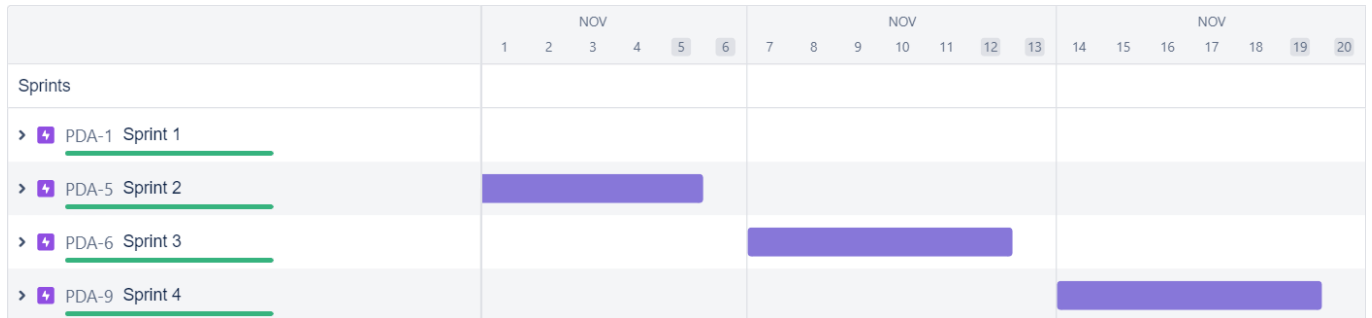 NOV NOV NOV
1 2 3 4 5 6 7 8 9 10 11 12 13 14 15 16 17 18 19 20
Sprints
PDA-1 Sprint 1
PDA-5 Sprint 2
PDA-6 Sprint 3
PDA-9 Sprint 4